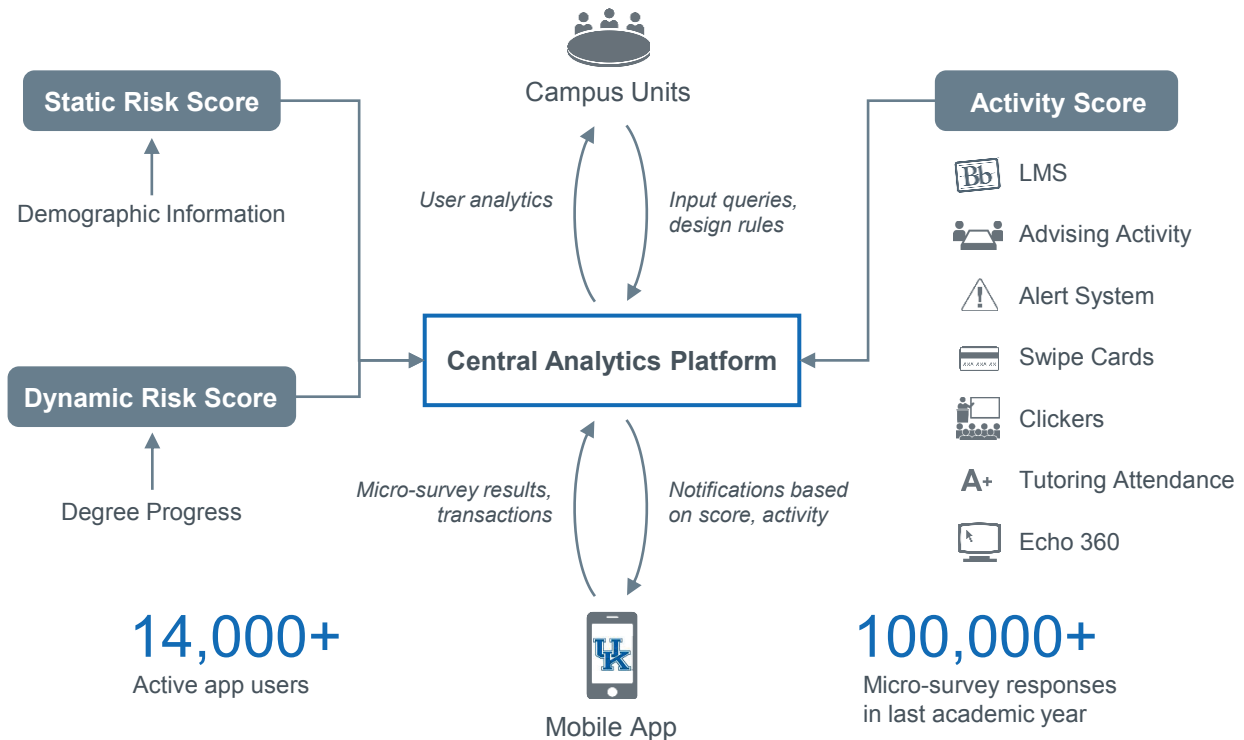 Campus Units
Static Risk Score
Demographic Information
Dynamic Risk Score
Degree Progress
User analytics
Input queries,
design rules
Central Analytics Platform
Micro-survey results,
transactions
Notifications based
on score, activity
UK
Mobile App
Activity Score
Bb
LMS
Advising Activity
Alert System
Swipe Cards
Clickers
A+
Tutoring Attendance
Echo 360
14,000+
Active app users
100,000+
Micro-survey responses
in last academic year